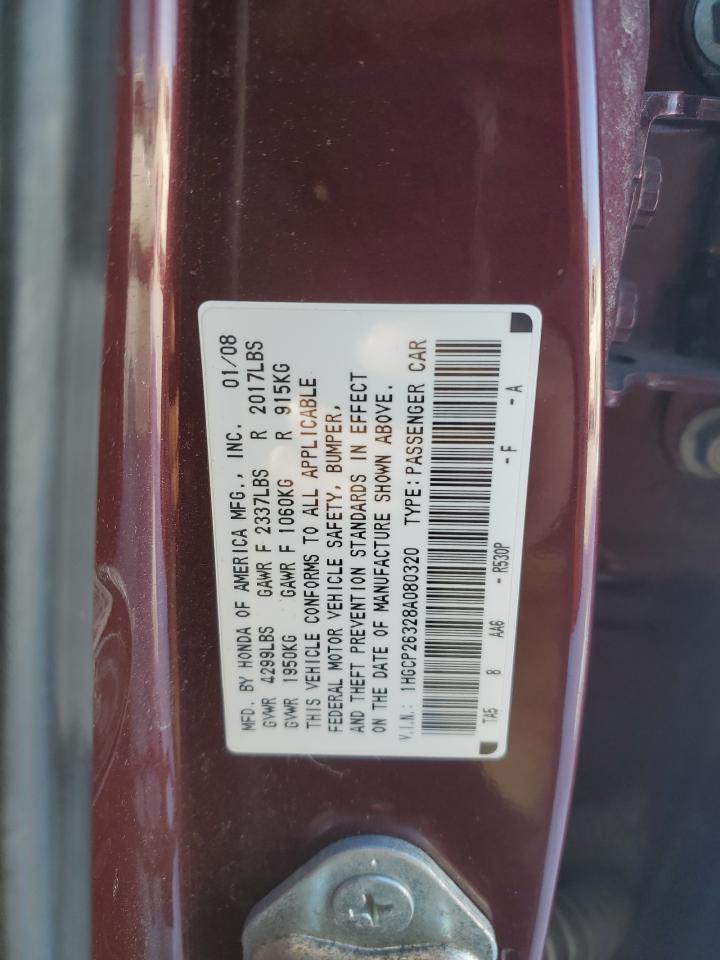 MFD. BY HONDA OF AMERICA MFG., INC. 01/08
GVWR 4299LBS GAWR F 2337LBS R 2017LBS
GVWR 1950KG GAWR F 1060KG R 915KG
THIS VEHICLE CONFORMS TO ALL APPLICABLE
FEDERAL MOTOR VEHICLE SAFETY, BUMPER,
AND THEFT PREVENTION STANDARDS IN EFFECT
ON THE DATE OF MANUFACTURE SHOWN ABOVE.
V.I.N.: 1HGCP26328A080320 TYPE: PASSENGER CAR
TA5 8 AA6 - R530P - F - A